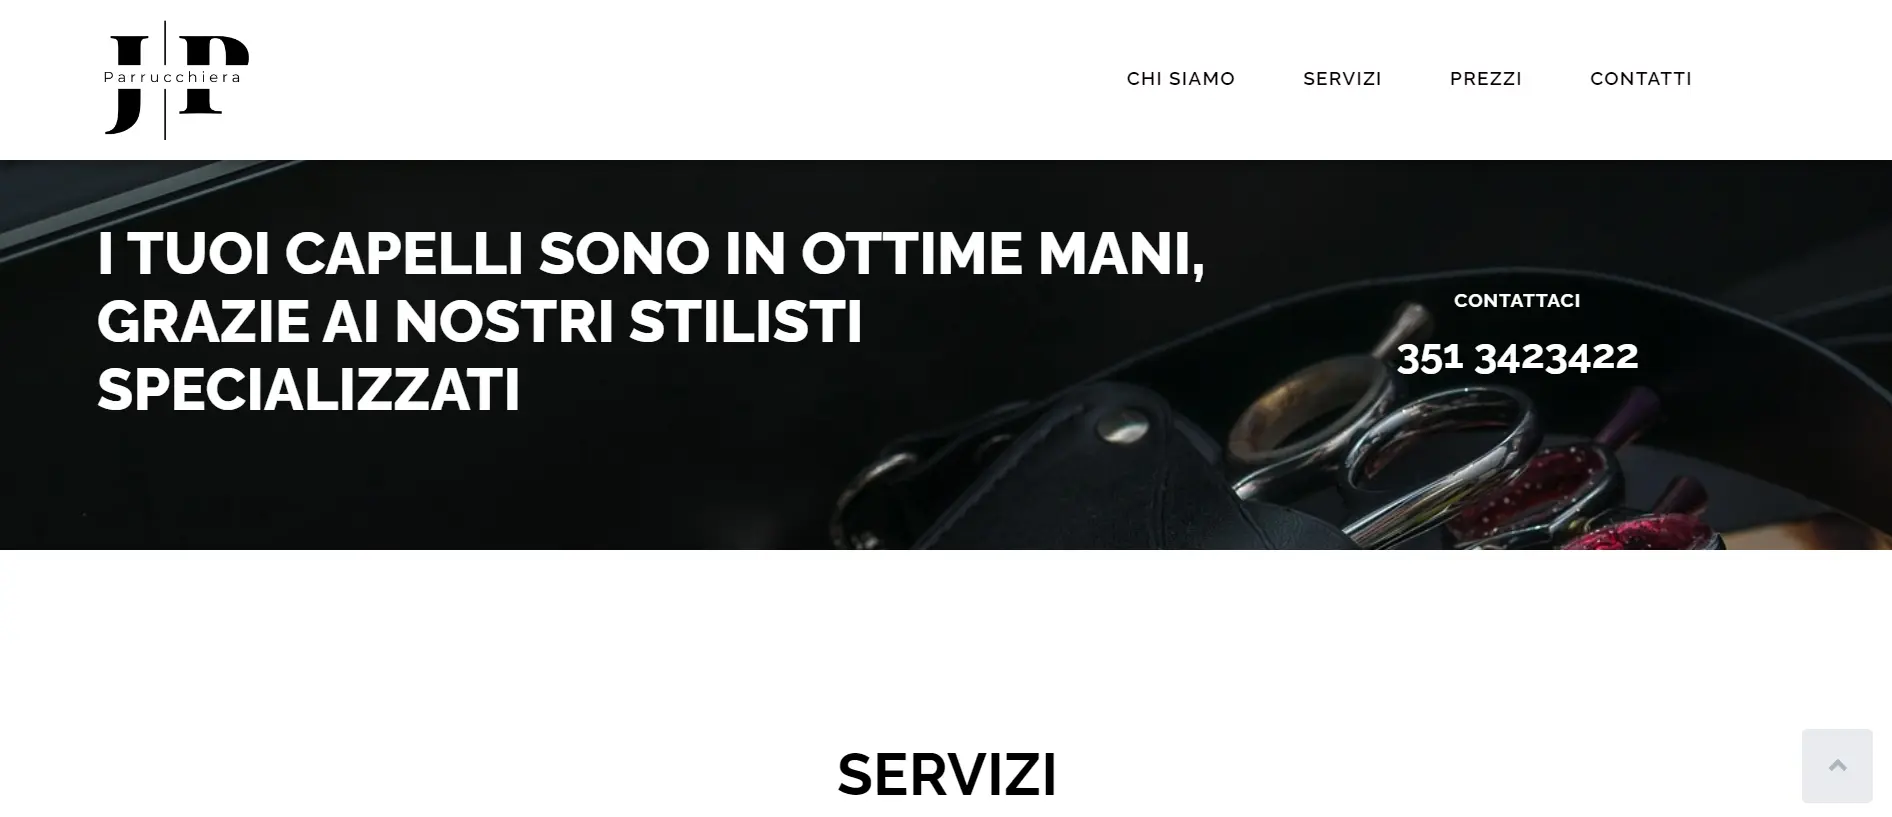 JP
Parrucchiera
CHI SIAMO
SERVIZI
PREZZI
CONTATTI
I TUOI CAPELLI SONO IN OTTIME MANI,
GRAZIE AI NOSTRI STILISTI
SPECIALIZZATI
CONTATTACI
351 3423422
SERVIZI